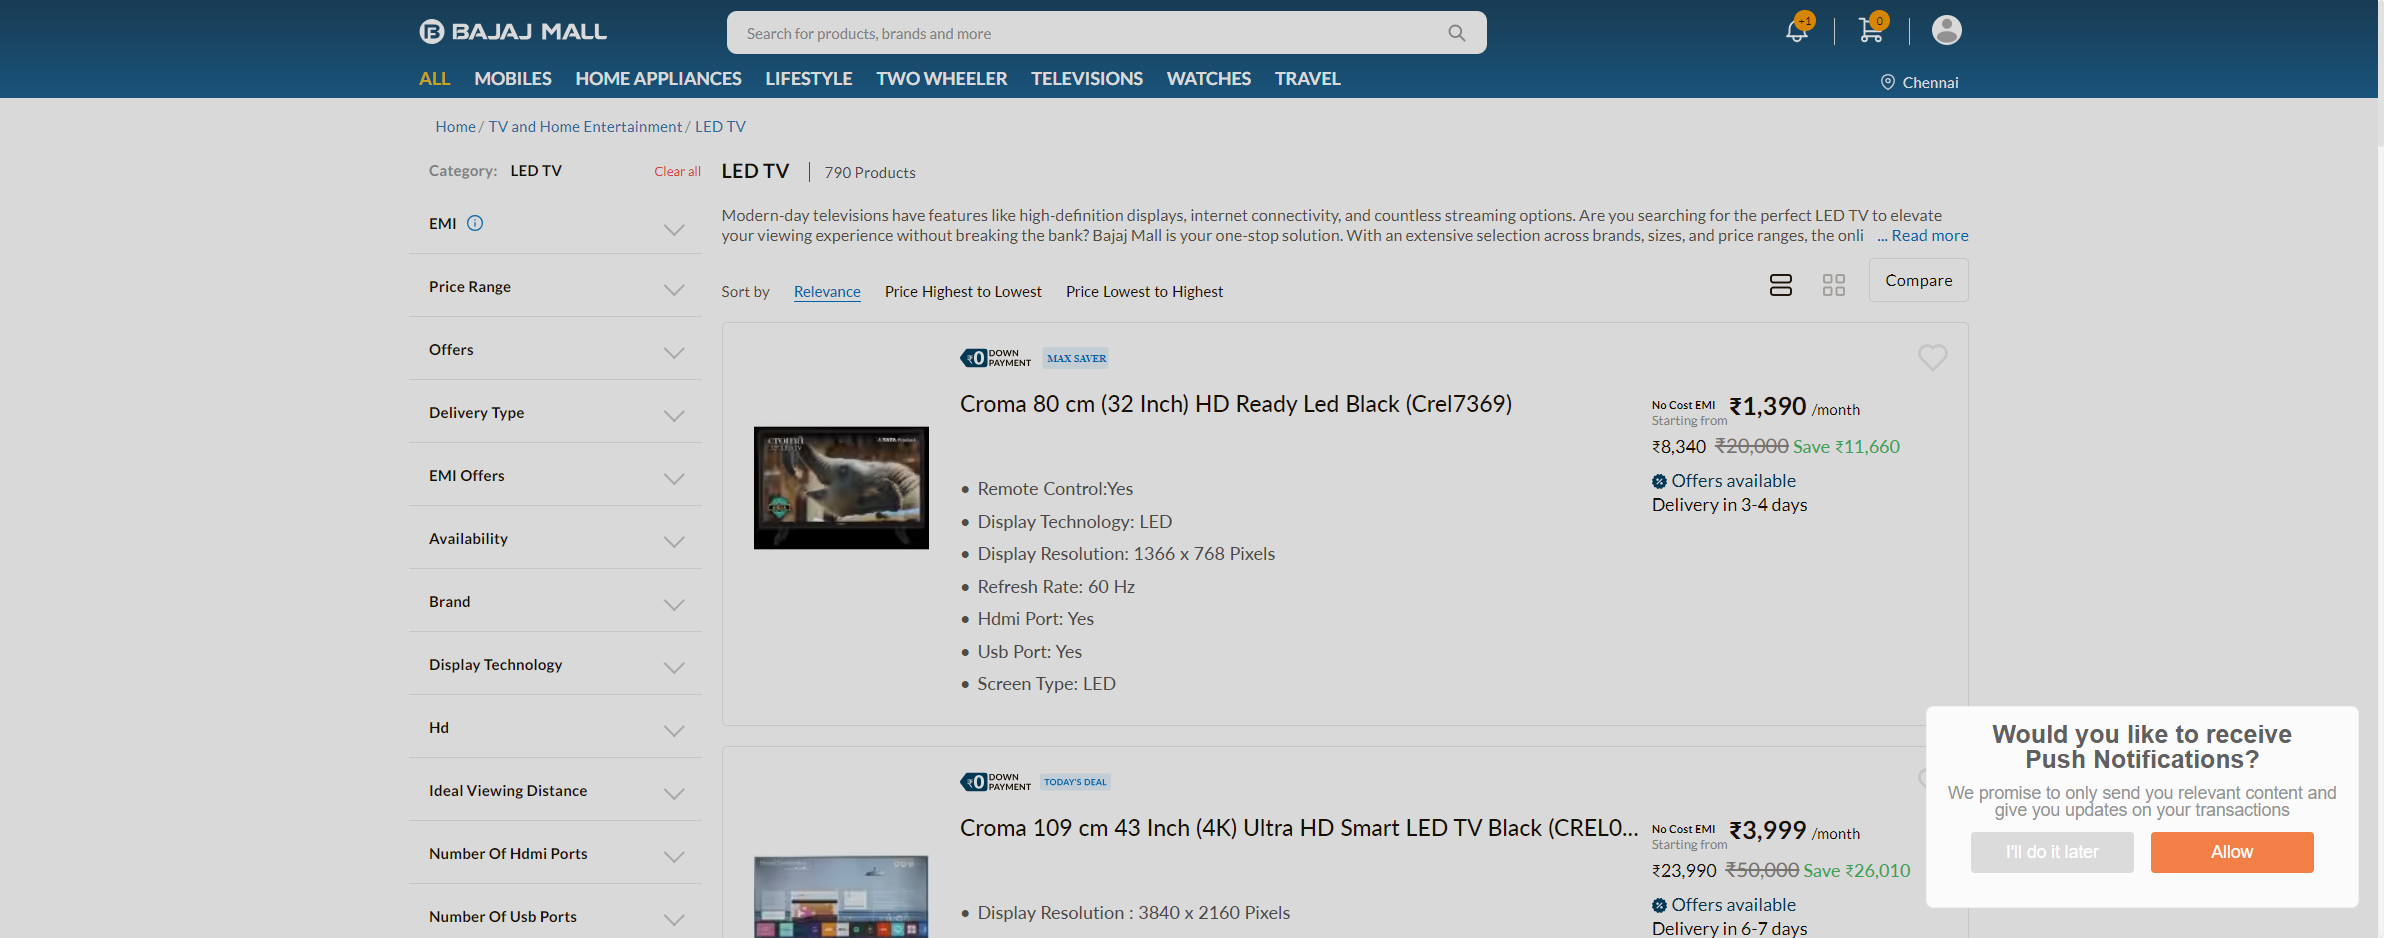 BAJAJ MALL
Search for products, brands and more
+1
0
ALL MOBILES HOME APPLIANCES LIFESTYLE TWO WHEELER TELEVISIONS WATCHES TRAVEL
Chennai
Home / TV and Home Entertainment / LED TV
Category: LED TV Clear all
EMI
Price Range
Offers
Delivery Type
EMI Offers
Availability
Brand
Display Technology
Hd
Ideal Viewing Distance
Number Of Hdmi Ports
Number Of Usb Ports
LED TV 790 Products
Modern-day televisions have features like high-definition displays, internet connectivity, and countless streaming options. Are you searching for the perfect LED TV to elevate
your viewing experience without breaking the bank? Bajaj Mall is your one-stop solution. With an extensive selection across brands, sizes, and price ranges, the onli ... Read more
Sort by Relevance Price Highest to Lowest Price Lowest to Highest
Compare
₹0 DOWN PAYMENT MAX SAVER
Croma 80 cm (32 Inch) HD Ready Led Black (Crel7369)
croma
A TATA Product
• Remote Control:Yes
• Display Technology: LED
• Display Resolution: 1366 x 768 Pixels
• Refresh Rate: 60 Hz
• Hdmi Port: Yes
• Usb Port: Yes
• Screen Type: LED
No Cost EMI
Starting from
₹1,390 /month
₹8,340 ₹20,000 Save ₹11,660
Offers available
Delivery in 3-4 days
₹0 DOWN PAYMENT TODAY'S DEAL
Croma 109 cm 43 Inch (4K) Ultra HD Smart LED TV Black (CREL0...
• Display Resolution : 3840 x 2160 Pixels
No Cost EMI
Starting from
₹3,999 /month
₹23,990 ₹50,000 Save ₹26,010
Offers available
Delivery in 6-7 days
Would you like to receive
Push Notifications?
We promise to only send you relevant content and
give you updates on your transactions
I'll do it later
Allow